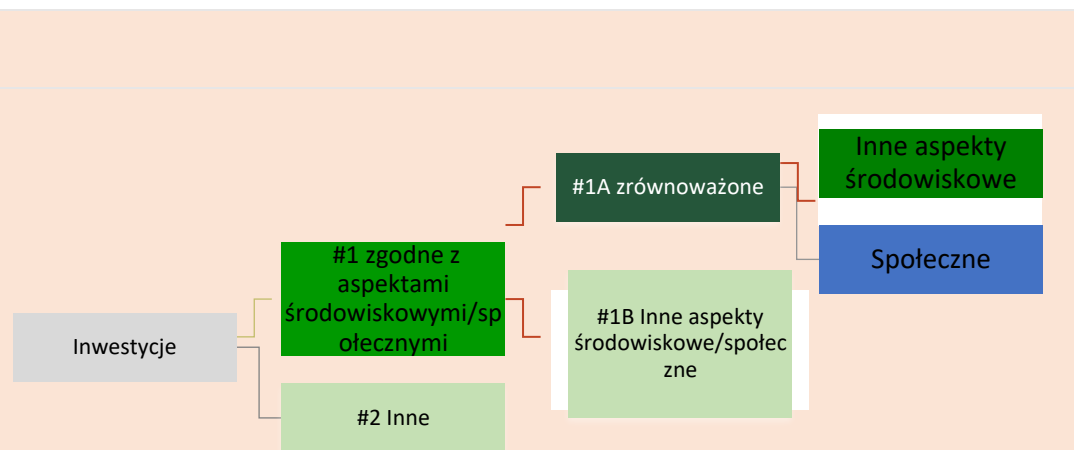 Inwestycje
#1 zgodne z
aspektami
środowiskowymi/sp
ołecznymi
#2 Inne
#1A zrównoważone
#1B Inne aspekty
środowiskowe/społec
zne
Inne aspekty
środowiskowe
Społeczne